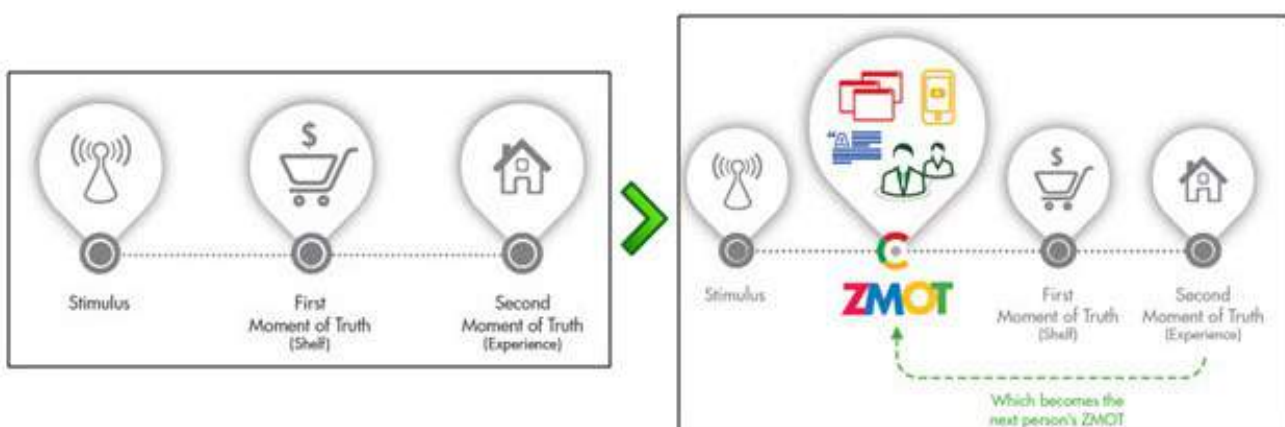 $
Stimulus
First
Moment of Truth
(Shelf)
Second
Moment of Truth
(Experience)
$
Stimulus
ZMOT
First
Moment of Truth
(Shelf)
Second
Moment of Truth
(Experience)
Which becomes the
next person's ZMOT